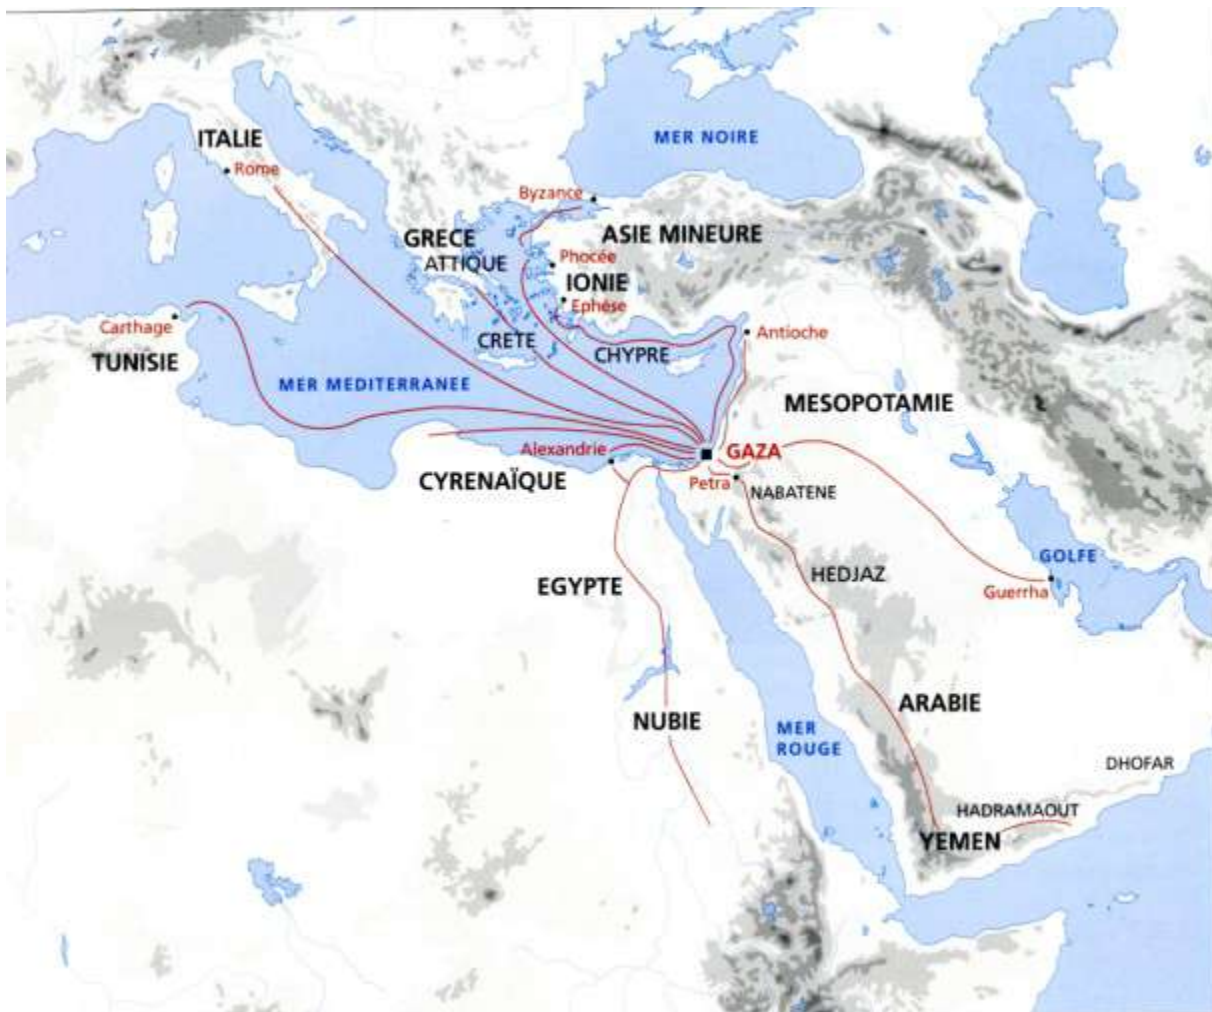 MER NOIRE
ITALIE
Rome
Byzance
ASIE MINEURE
GRECE
ATTIQUE
Phocée
IONIE
Ephèse
Carthage
TUNISIE
CRETE
CHYPRE
Antioche
MER MEDITERRANEE
MESOPOTAMIE
Alexandrie
GAZA
CYRENAÏQUE
Petra
NABATENE
GOLFE
HEDJAZ
EGYPTE
Guerrha
ARABIE
NUBIE
MER
ROUGE
DHOFAR
HADRAMAOUT
YEMEN